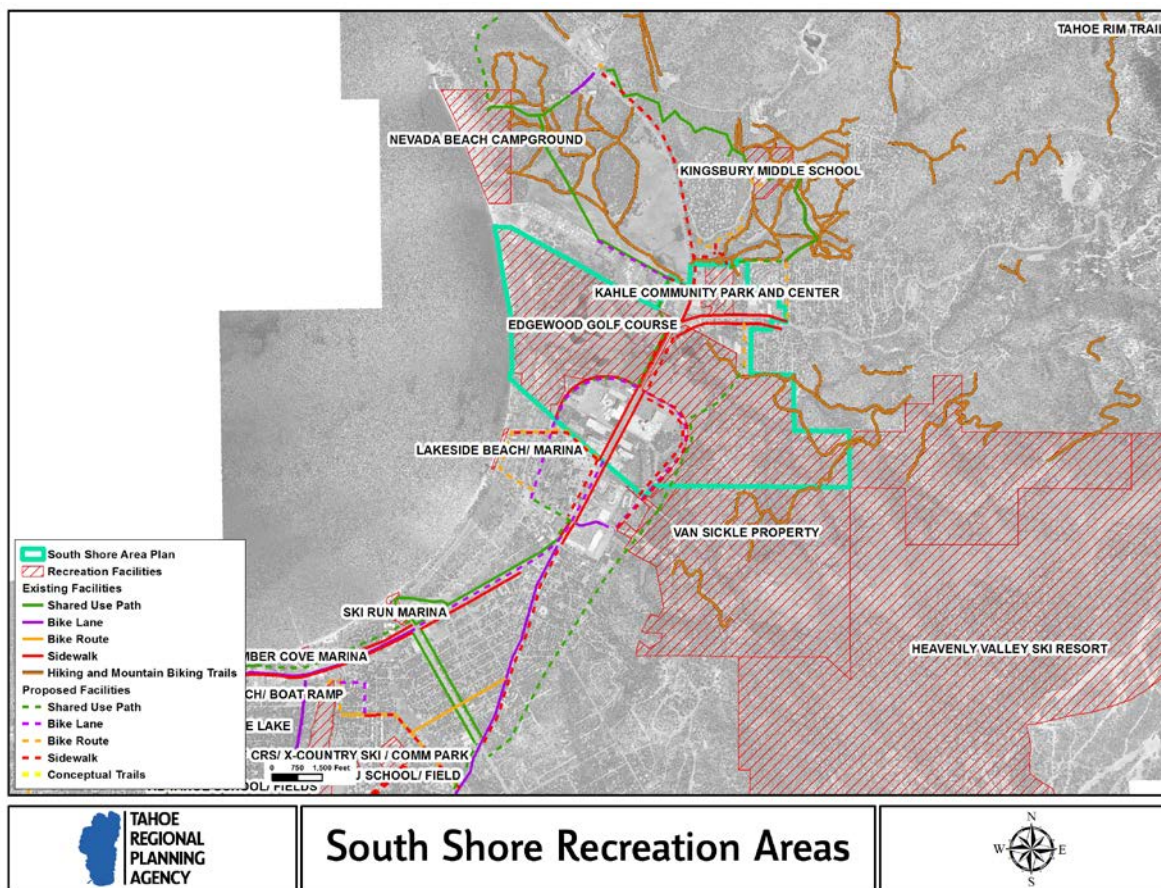 TAHOE RIM TRAIL
NEVADA BEACH CAMPGROUND
KINGSBURY MIDDLE SCHOOL
KAHLE COMMUNITY PARK AND CENTER
EDGEWOOD GOLF COURSE
LAKESIDE BEACH/ MARINA
VAN SICKLE PROPERTY
SKI RUN MARINA
HEAVENLY VALLEY SKI RESORT
MBER COVE MARINA
CH/ BOAT RAMP
E LAKE
CRS/ X-COUNTRY SKI / COMM PARK
SCHOOL/ FIELD
SCHOOL/ FIELDS
South Shore Area Plan
Recreation Facilities
Existing Facilities
Shared Use Path
Bike Lane
Bike Route
Sidewalk
Hiking and Mountain Biking Trails
Proposed Facilities
Shared Use Path
Bike Lane
Bike Route
Sidewalk
Conceptual Trails
0 750 1,500 Feet
TAHOE
REGIONAL
PLANNING
AGENCY
South Shore Recreation Areas
N
W E
S